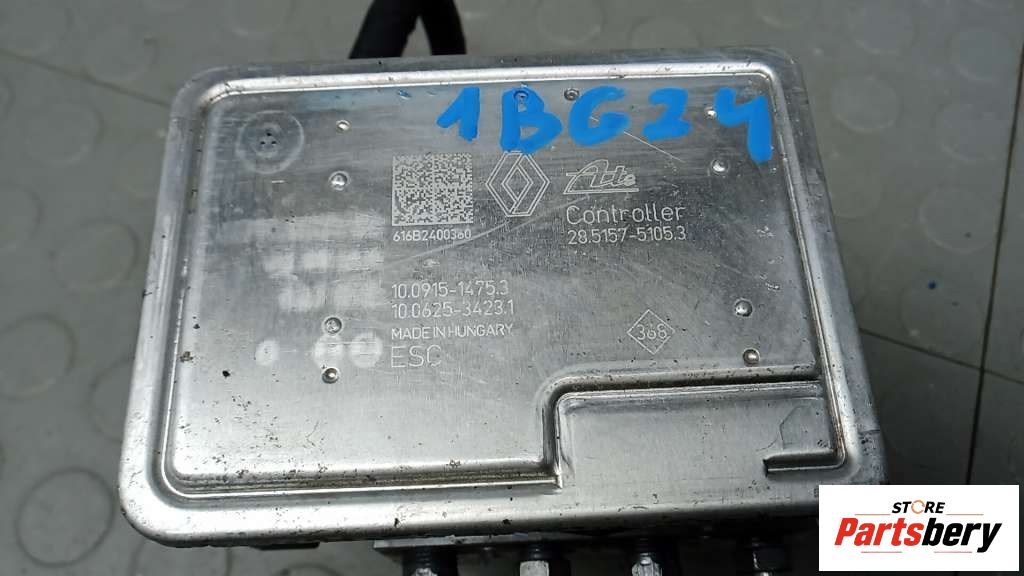 1BG24
Ate
616B2400360
Controller
28.5157-5105.3
10.0915-1475.3
10.0625-3423.1
MADE IN HUNGARY
ESC
368
STORE
Partsbery